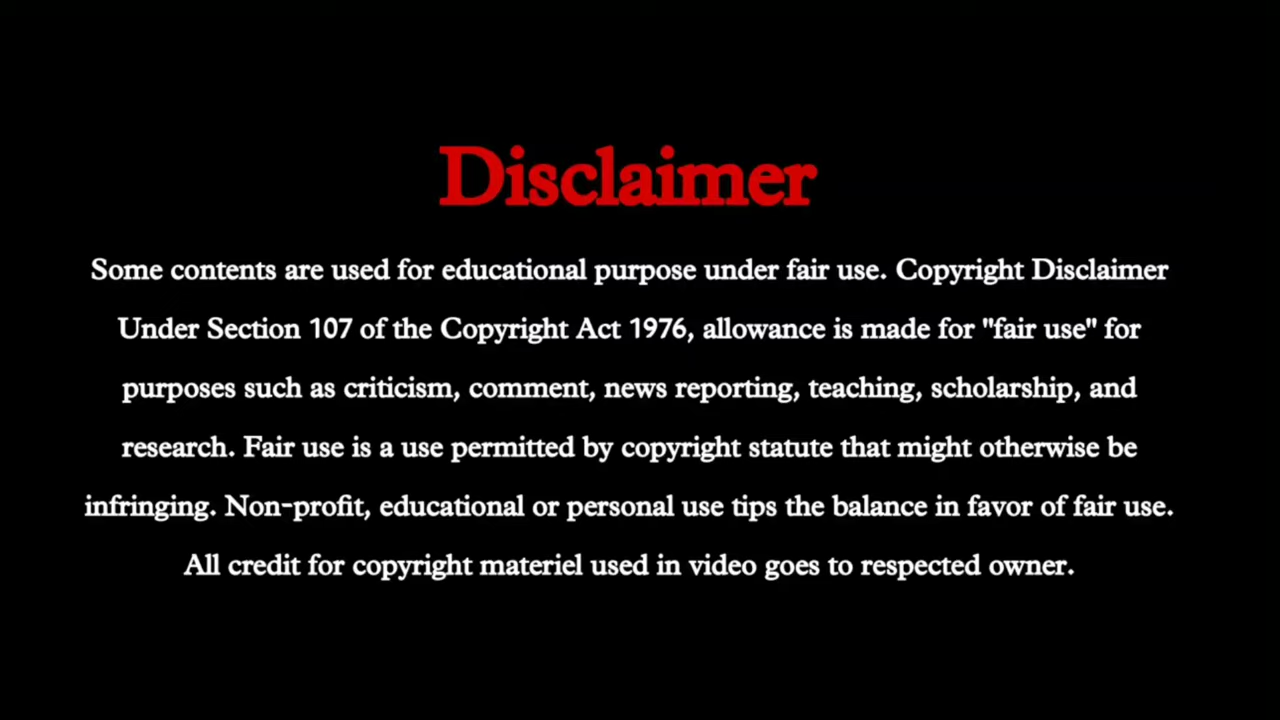 Disclaimer
Some contents are used for educational purpose under fair use. Copyright Disclaimer
Under Section 107 of the Copyright Act 1976, allowance is made for "fair use" for
purposes such as criticism, comment, news reporting, teaching, scholarship, and
research. Fair use is a use permitted by copyright statute that might otherwise be
infringing. Non-profit, educational or personal use tips the balance in favor of fair use.
All credit for copyright materiel used in video goes to respected owner.